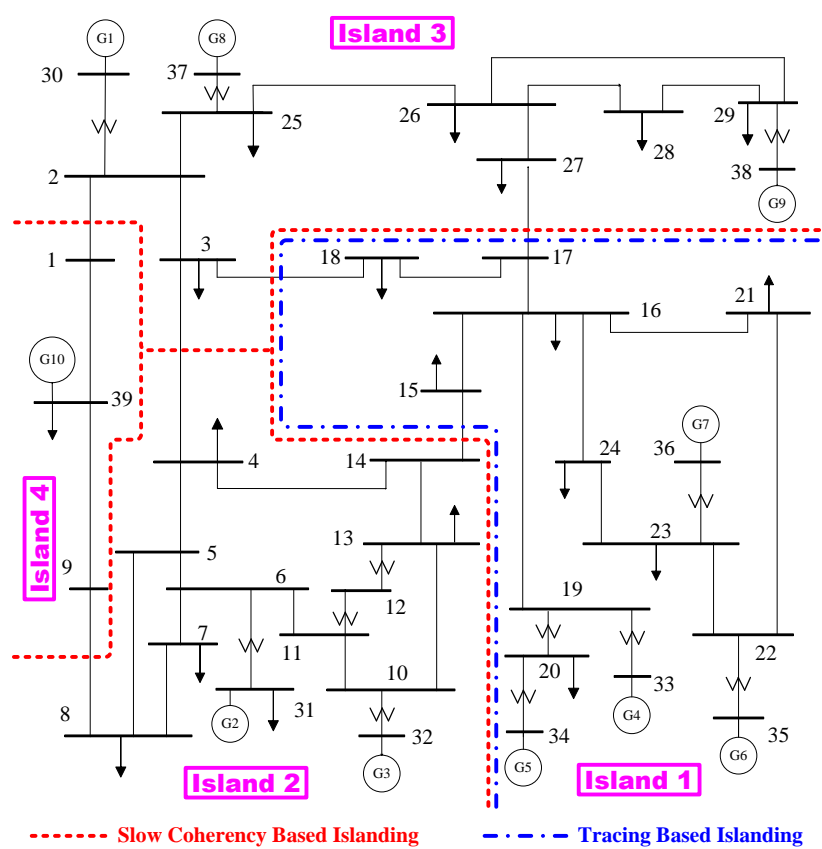 Island 3
G1
G8
30
37
25
26
29
28
2
27
38
G9
3
18
17
1
16
21
G10
15
39
G7
4
14
24
36
Island 4
13
23
5
9
6
12
19
7
11
22
8
10
20
33
31
G2
32
34
G4
35
G3
G5
G6
Island 2
Island 1
Slow Coherency Based Islanding
Tracing Based Islanding